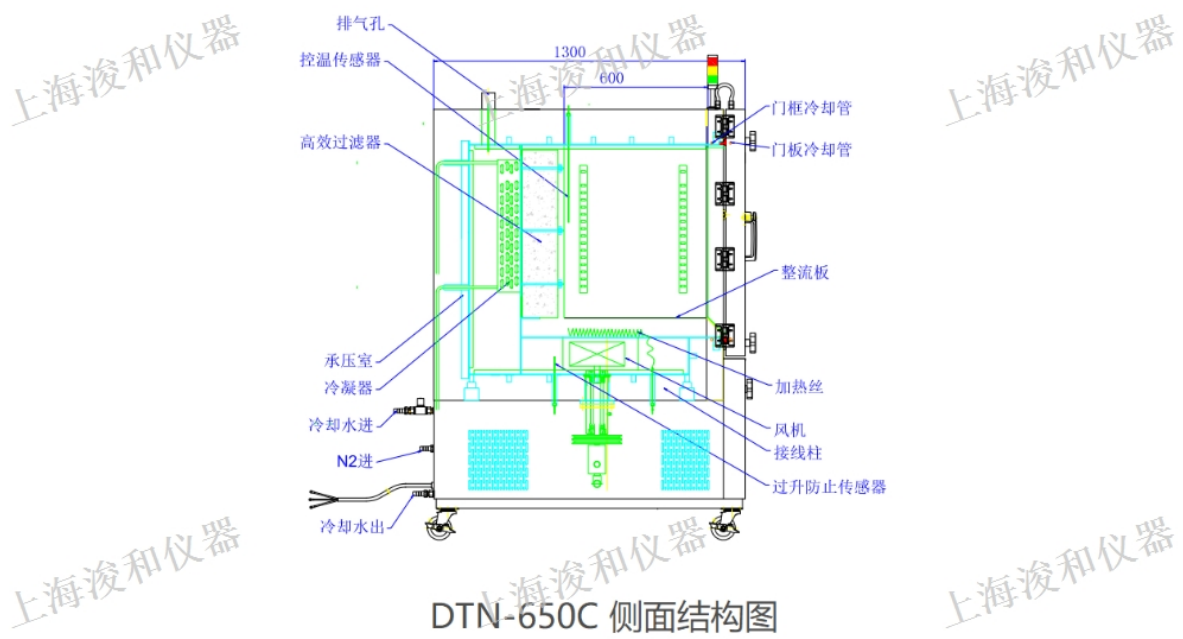 排气孔
控温传感器
1300
600
门框冷却管
高效过滤器
门板冷却管
整流板
承压室
冷凝器
加热丝
冷却水进
风机
接线柱
N2进
过升防止传感器
冷却水出
DTN-650C 侧面结构图
上海浚和仪器
上海浚和仪器
上海浚和仪器
上海浚和仪器
上海浚和仪器
上海浚和仪器